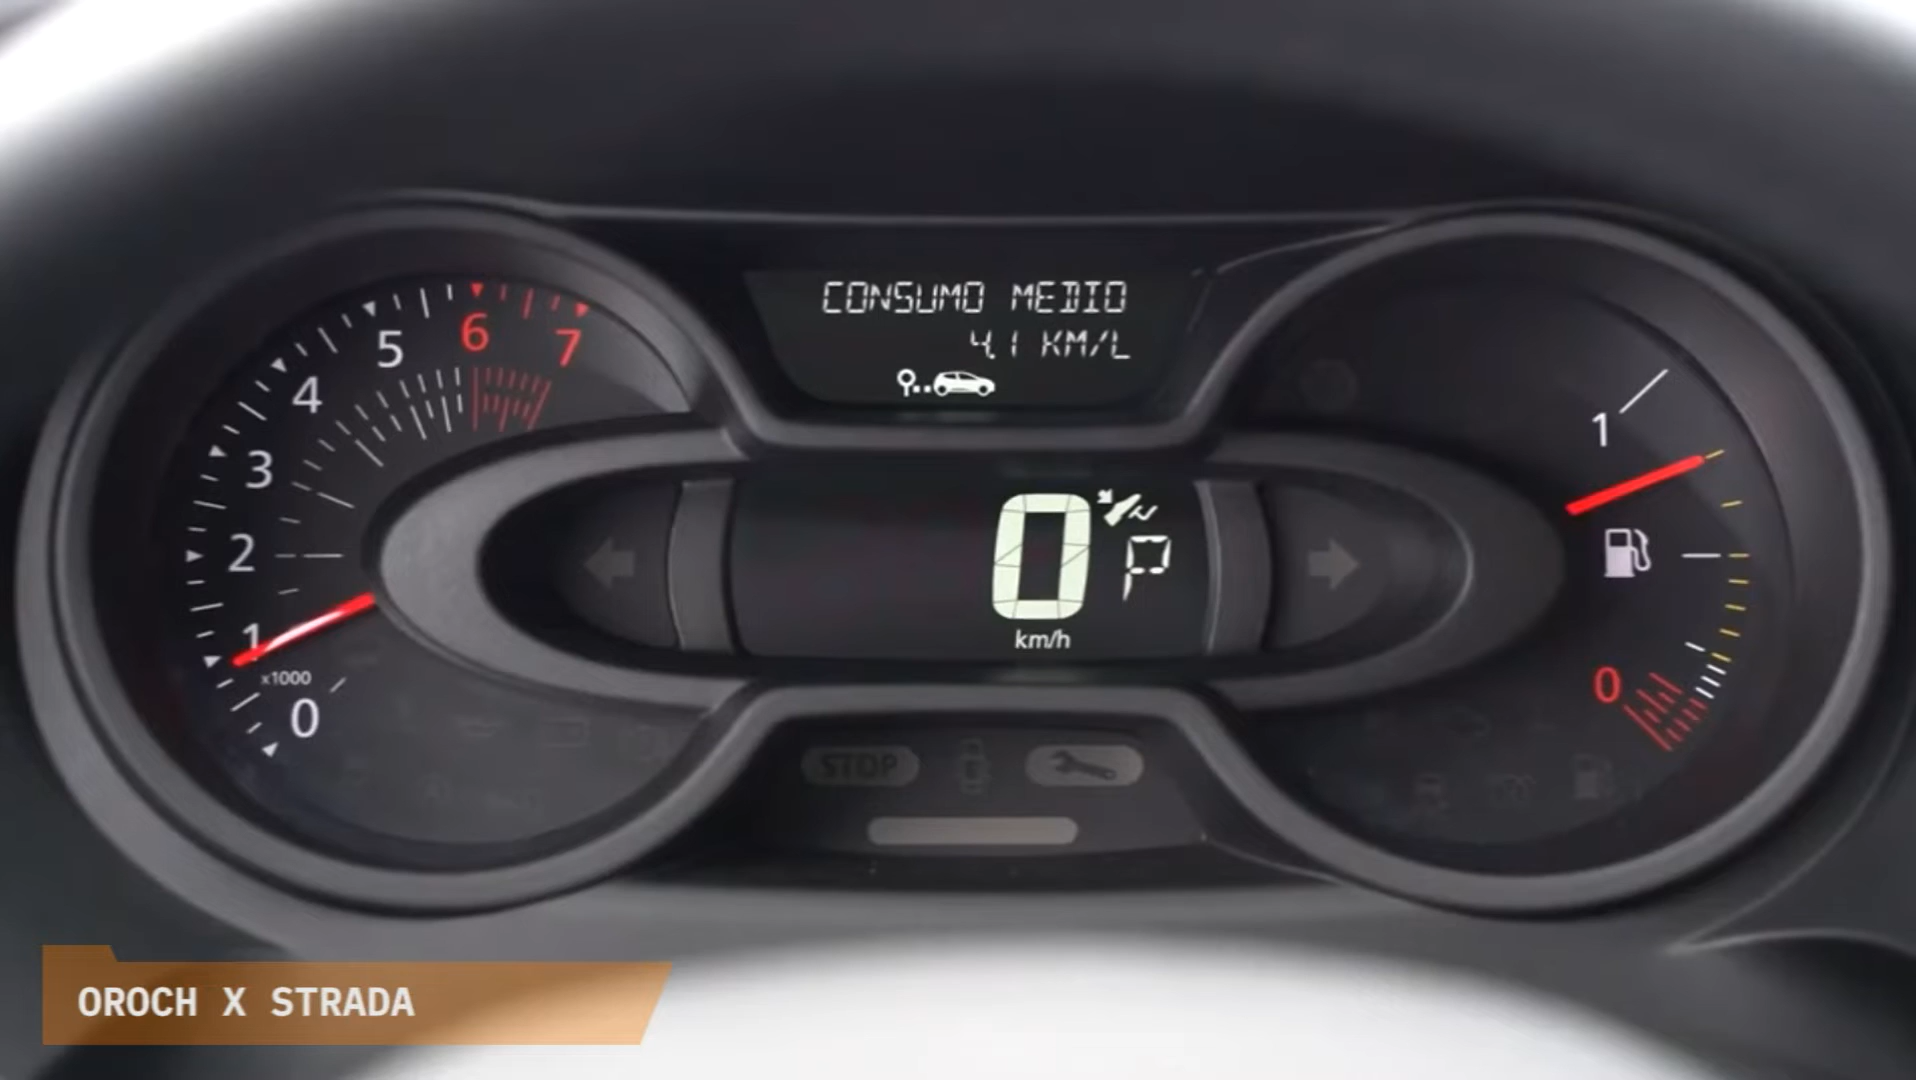 CONSUMO MEDIO
4.1 KM/L
5
6
7
4
3
2
1
x1000
0
0
P
km/h
1
0
STOP
OROCH X STRADA